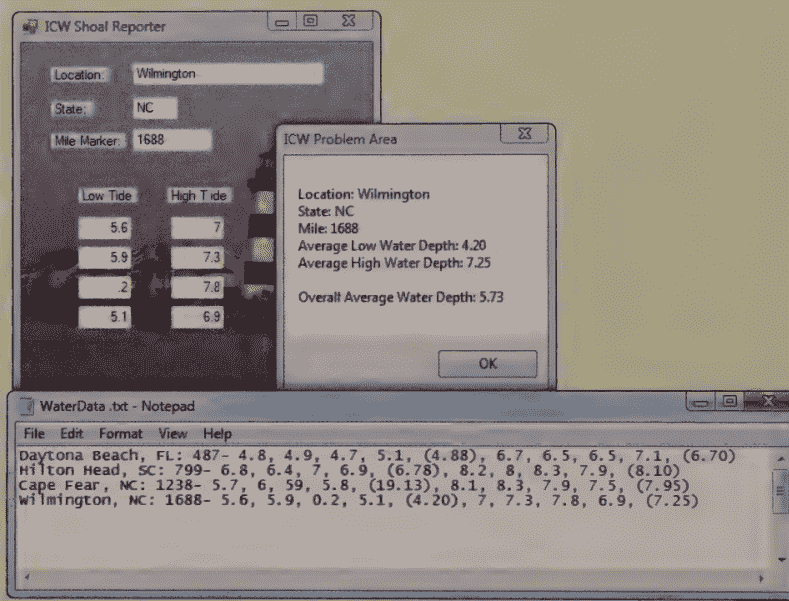 ICW Shoal Reporter
Location: Wilmington
State: NC
Mile Marker: 1688
Low Tide High Tide
5.6 7
5.9 7.3
.2 7.8
5.1 6.9
ICW Problem Area
Location: Wilmington
State: NC
Mile: 1688
Average Low Water Depth: 4.20
Average High Water Depth: 7.25
Overall Average Water Depth: 5.73
OK
WaterData .txt - Notepad
File Edit Format View Help
Daytona Beach, FL: 487- 4.8, 4.9, 4.7, 5.1, (4.88), 6.7, 6.5, 6.5, 7.1, (6.70)
Hilton Head, SC: 799- 6.8, 6.4, 7, 6.9, (6.78), 8.2, 8, 8.3, 7.9, (8.10)
Cape Fear, NC: 1238- 5.7, 6, 59, 5.8, (19.13), 8.1, 8.3, 7.9, 7.5, (7.95)
Wilmington, NC: 1688- 5.6, 5.9, 0.2, 5.1, (4.20), 7, 7.3, 7.8, 6.9, (7.25)